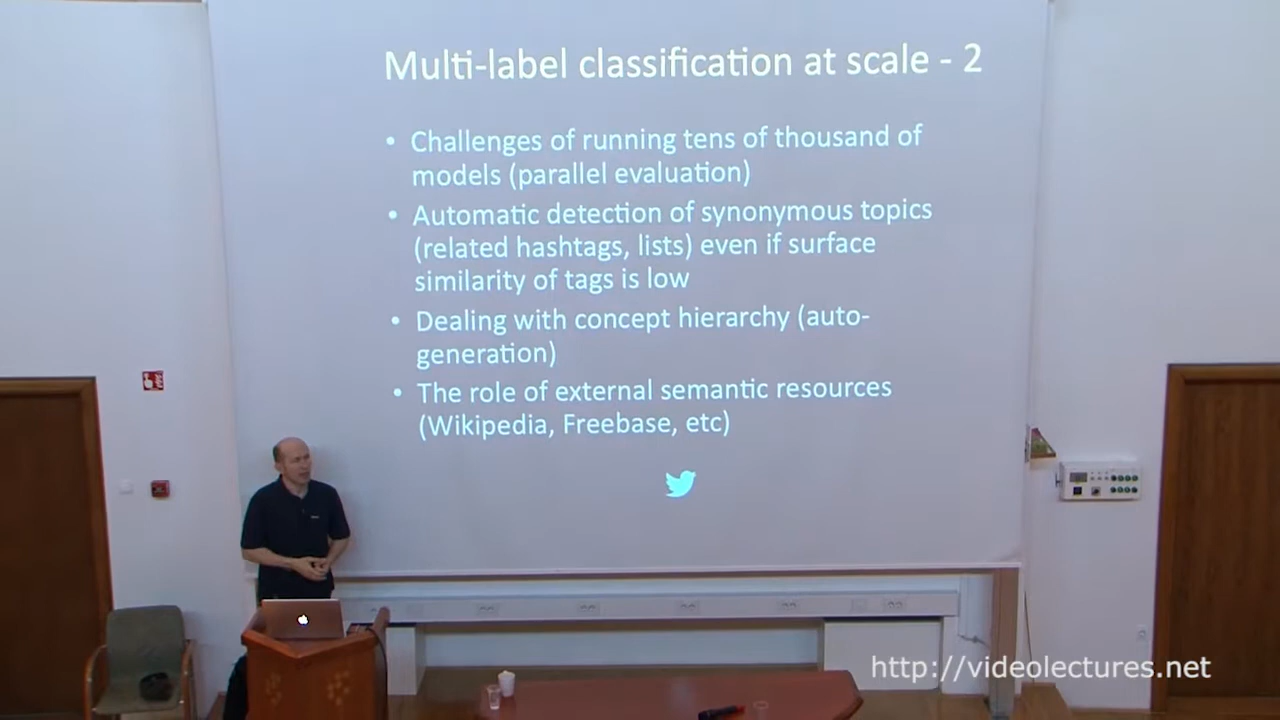 Multi-label classification at scale - 2
• Challenges of running tens of thousand of
models (parallel evaluation)
• Automatic detection of synonymous topics
(related hashtags, lists) even if surface
similarity of tags is low
• Dealing with concept hierarchy (auto-
generation)
• The role of external semantic resources
(Wikipedia, Freebase, etc)
http://videolectures.net